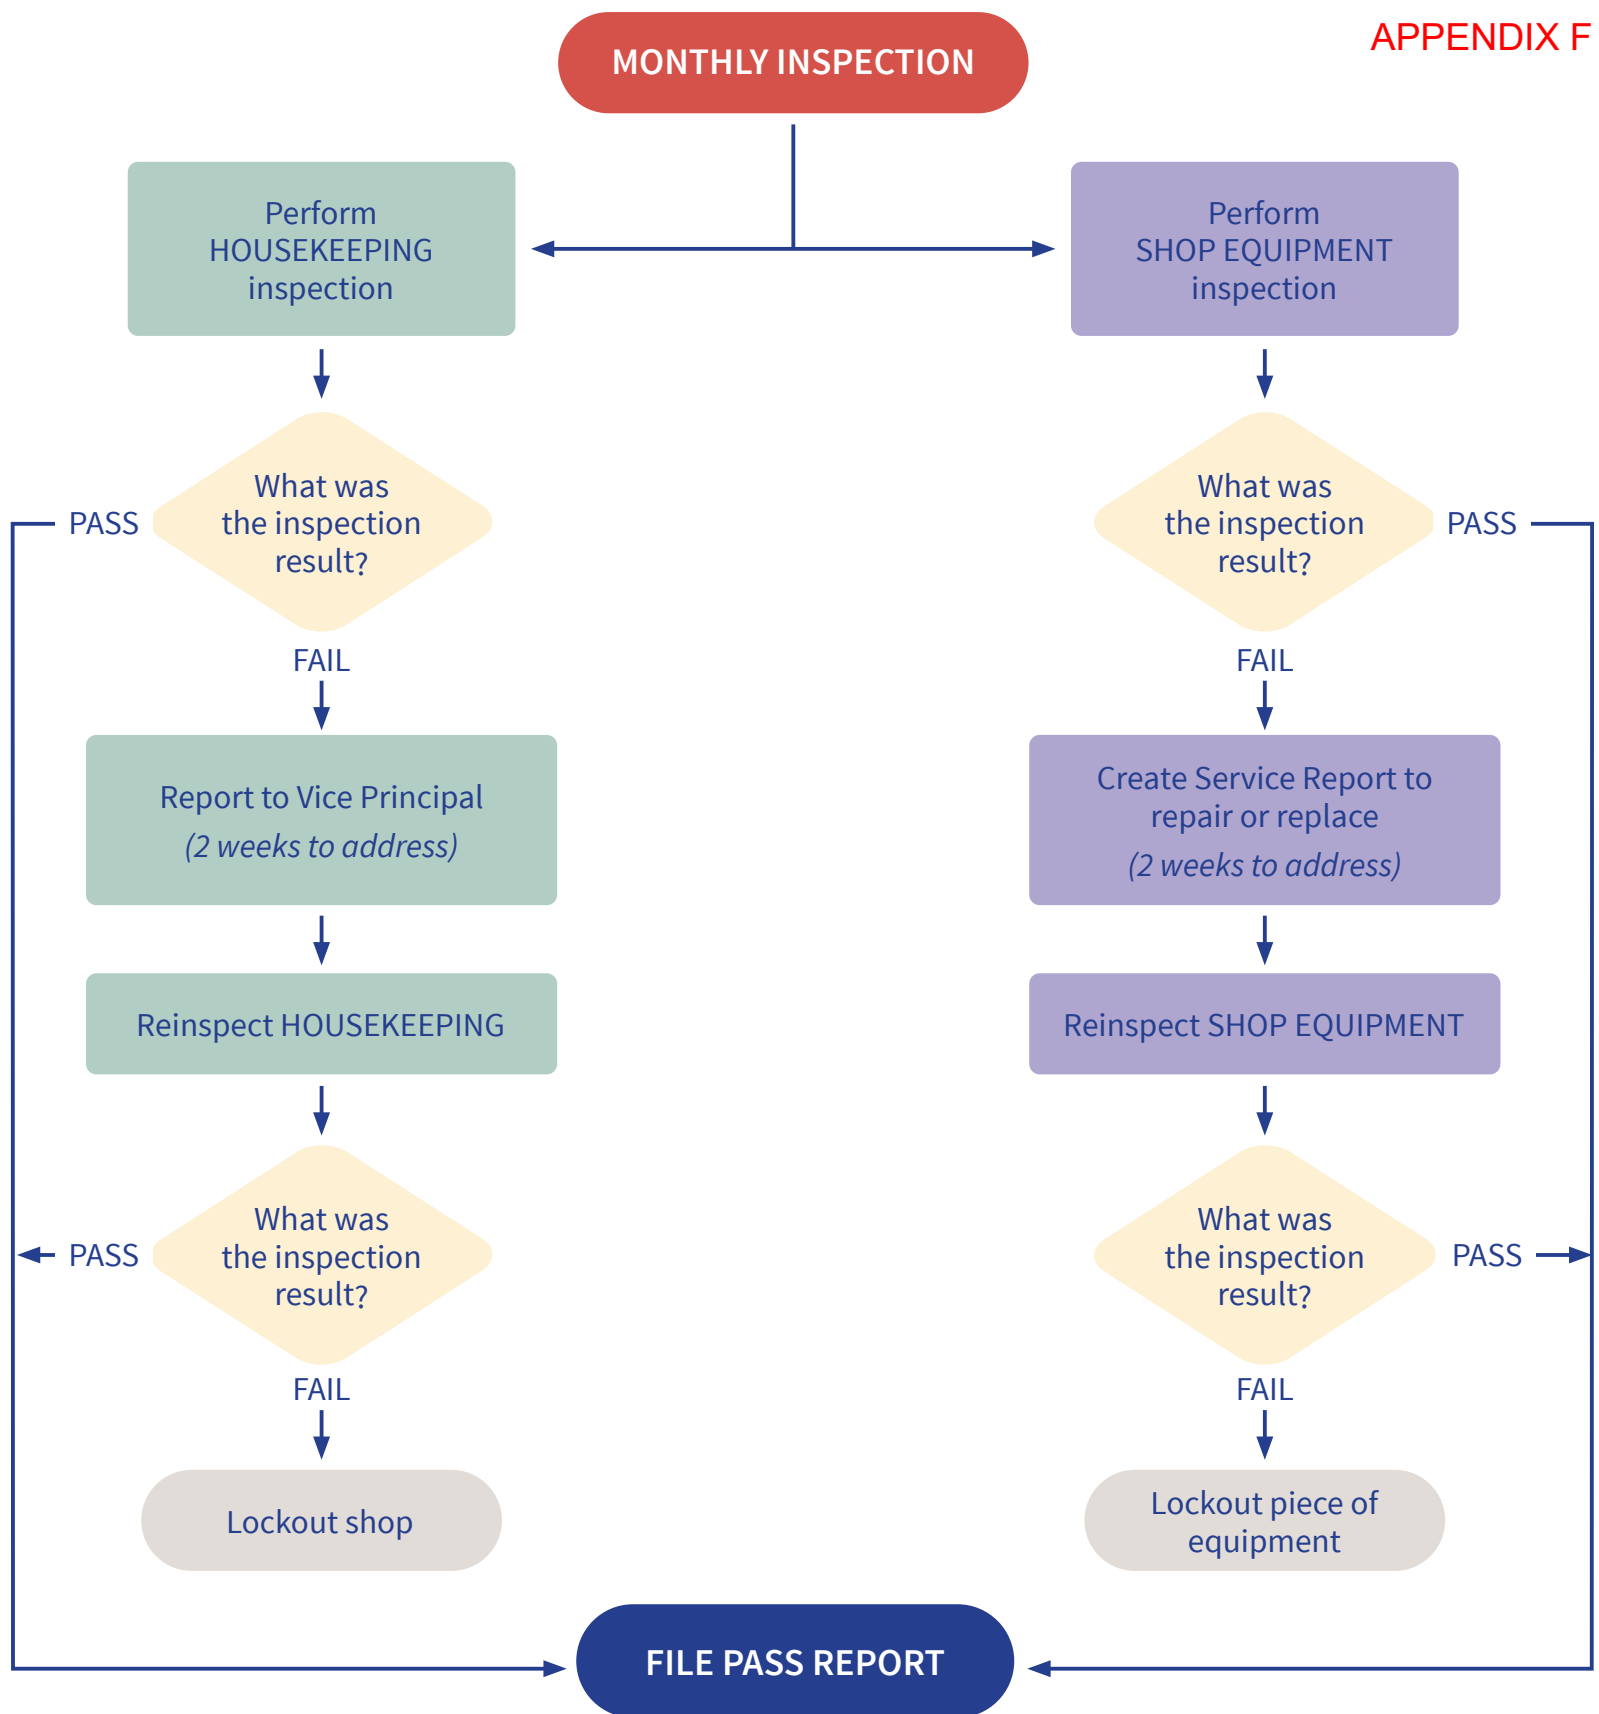 APPENDIX F
MONTHLY INSPECTION
Perform
HOUSEKEEPING
inspection
What was
the inspection
result?
PASS
FAIL
Report to Vice Principal
(2 weeks to address)
Reinspect HOUSEKEEPING
What was
the inspection
result?
PASS
FAIL
Lockout shop
Perform
SHOP EQUIPMENT
inspection
What was
the inspection
result?
PASS
FAIL
Create Service Report to
repair or replace
(2 weeks to address)
Reinspect SHOP EQUIPMENT
What was
the inspection
result?
PASS
FAIL
Lockout piece of
equipment
FILE PASS REPORT